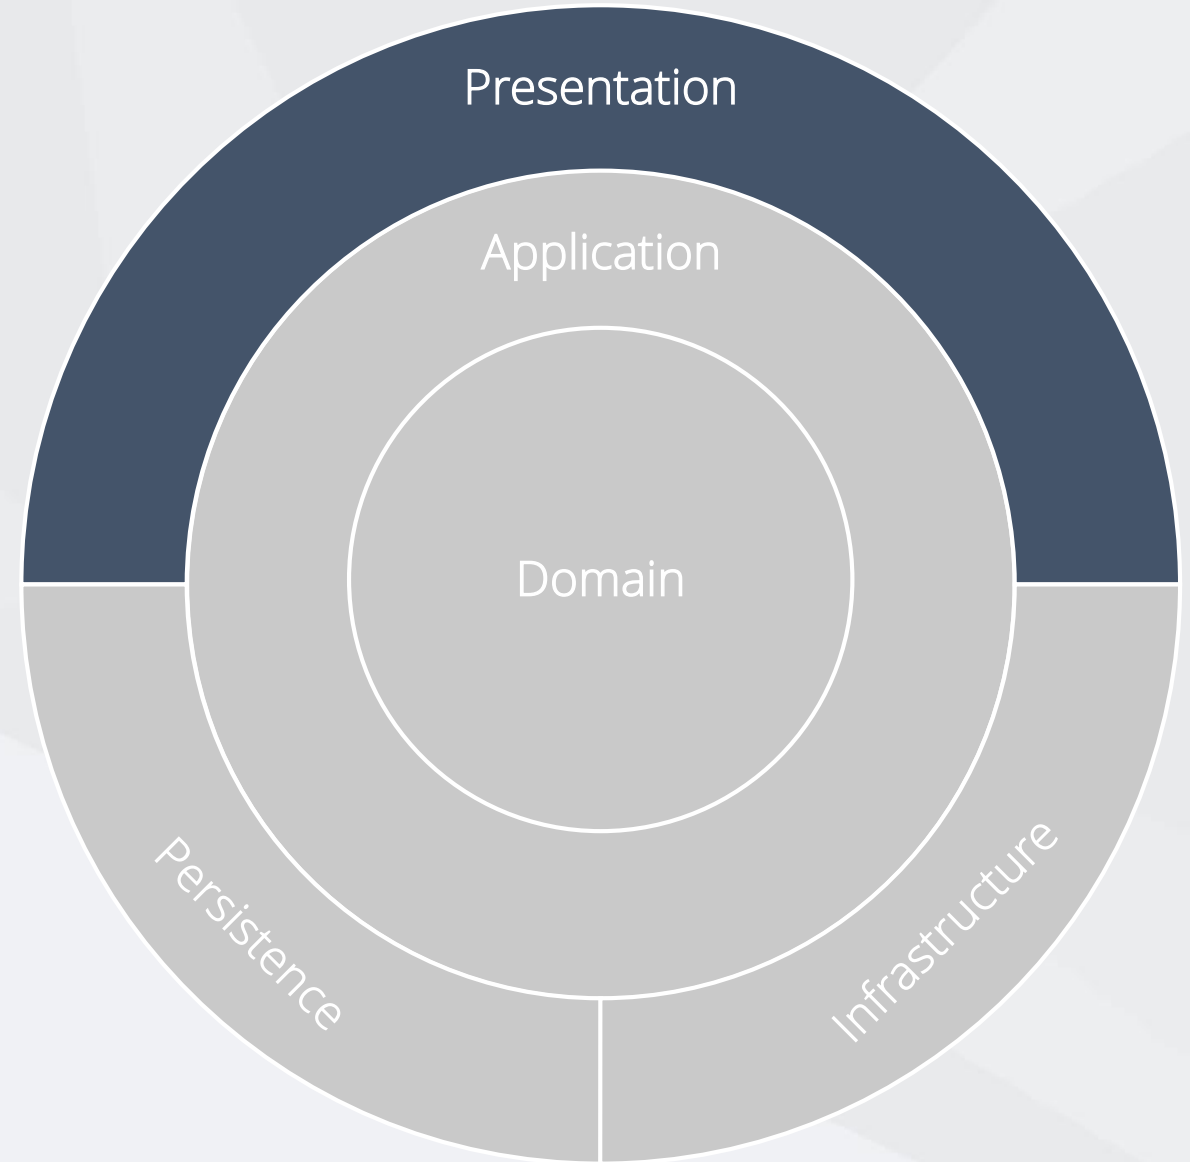 Presentation
Application
Domain
Persistence
Infrastructure